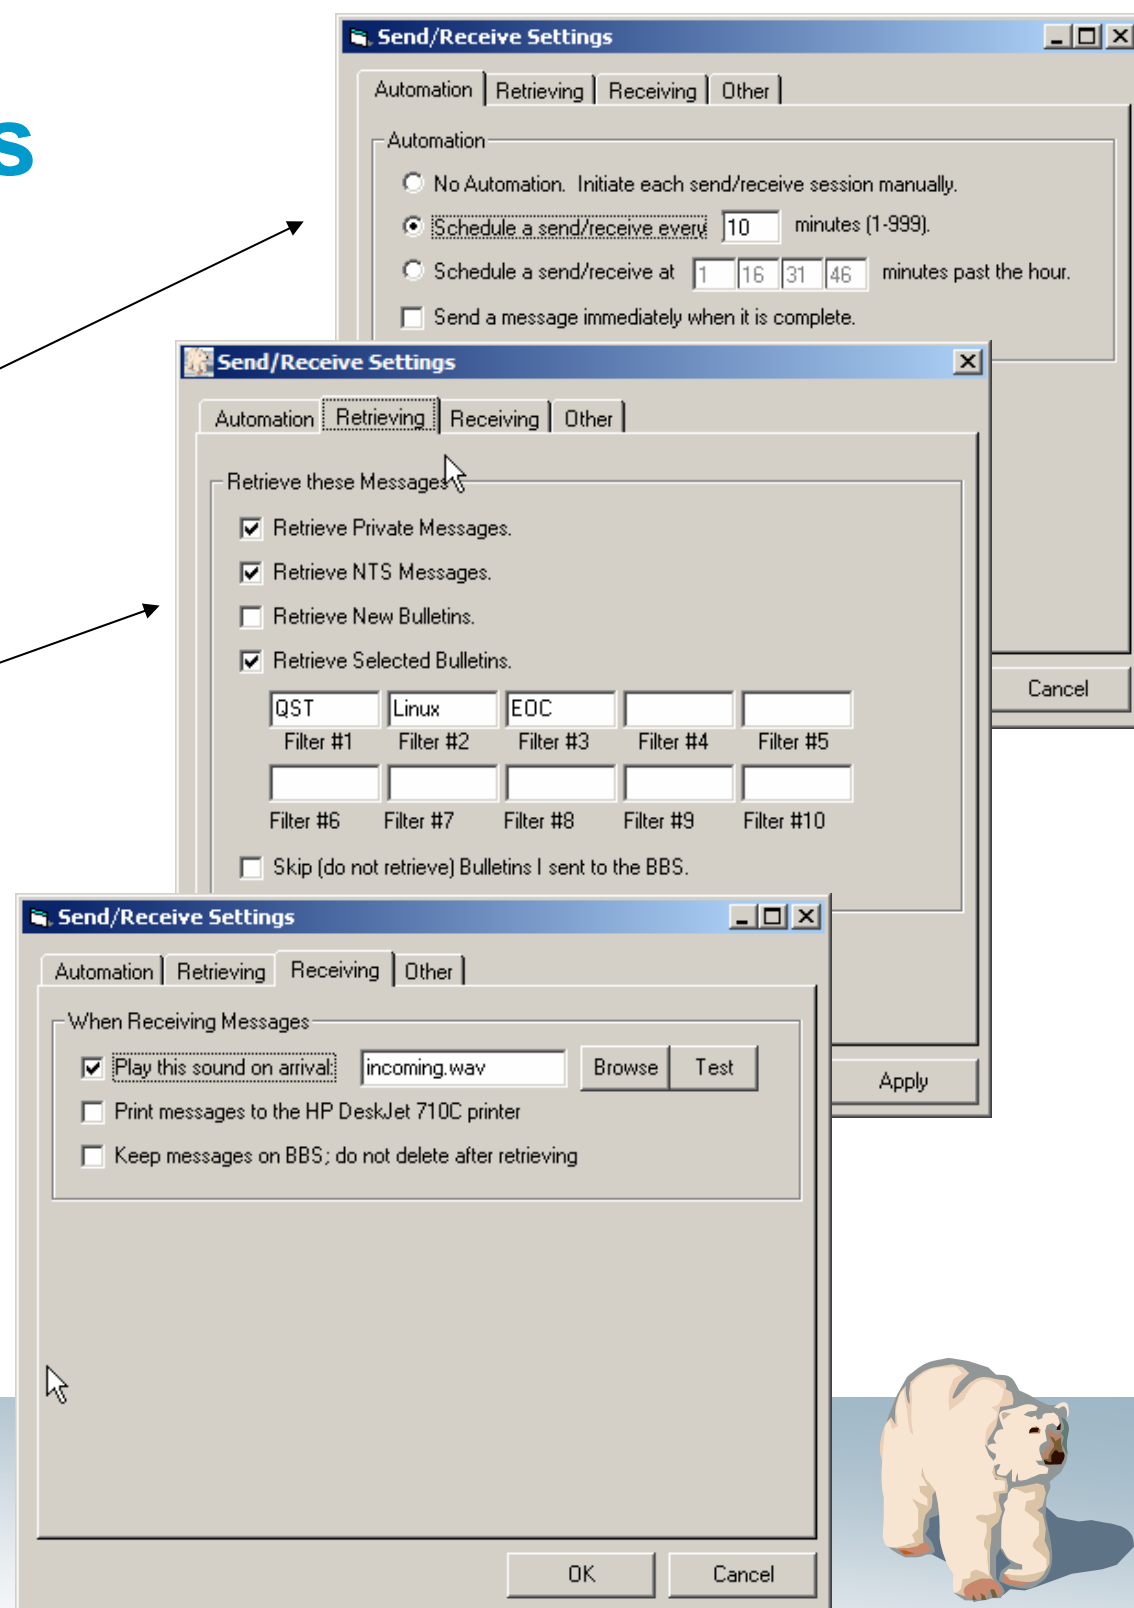 s
Send/Receive Settings
Automation Retrieving Receiving Other
Automation
No Automation. Initiate each send/receive session manually.
Schedule a send/receive every 10 minutes (1-999).
Schedule a send/receive at 1 16 31 46 minutes past the hour.
Send a message immediately when it is complete.
Cancel
Send/Receive Settings
Automation Retrieving Receiving Other
Retrieve these Messages
Retrieve Private Messages.
Retrieve NTS Messages.
Retrieve New Bulletins.
Retrieve Selected Bulletins.
QST Linux EOC
Filter #1 Filter #2 Filter #3 Filter #4 Filter #5
Filter #6 Filter #7 Filter #8 Filter #9 Filter #10
Skip (do not retrieve) Bulletins I sent to the BBS.
Apply
Send/Receive Settings
Automation Retrieving Receiving Other
When Receiving Messages
Play this sound on arrival: incoming.wav Browse Test
Print messages to the HP DeskJet 710C printer
Keep messages on BBS; do not delete after retrieving
OK Cancel